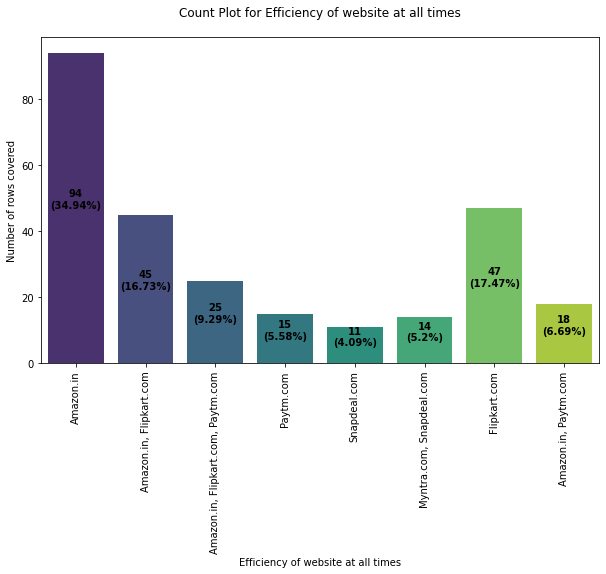 Count Plot for Efficiency of website at all times
Number of rows covered
80
60
40
20
0
94
(34.94%)
45
(16.73%)
25
(9.29%)
15
(5.58%)
11
(4.09%)
14
(5.2%)
47
(17.47%)
18
(6.69%)
Amazon.in
Amazon.in, Flipkart.com
Amazon.in, Flipkart.com, Paytm.com
Paytm.com
Snapdeal.com
Myntra.com, Snapdeal.com
Flipkart.com
Amazon.in, Paytm.com
Efficiency of website at all times